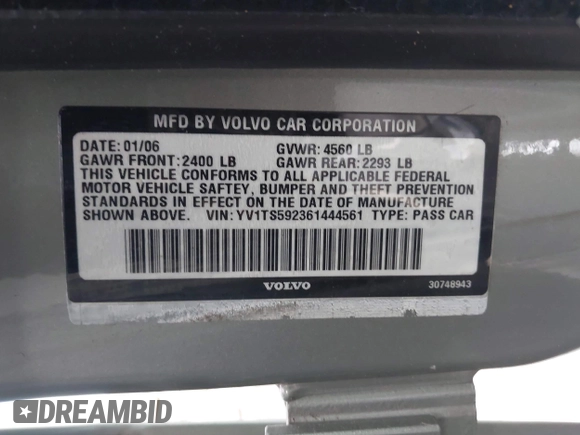 MFD BY VOLVO CAR CORPORATION
DATE: 01/06 GVWR: 4560 LB
GAWR FRONT: 2400 LB GAWR REAR: 2293 LB
THIS VEHICLE CONFORMS TO ALL APPLICABLE FEDERAL
MOTOR VEHICLE SAFTEY, BUMPER AND THEFT PREVENTION
STANDARDS IN EFFECT ON THE DATE OF MANUFACTURE
SHOWN ABOVE. VIN: YV1TS592361444561 TYPE: PASS CAR
VOLVO 30748943
DREAMBID